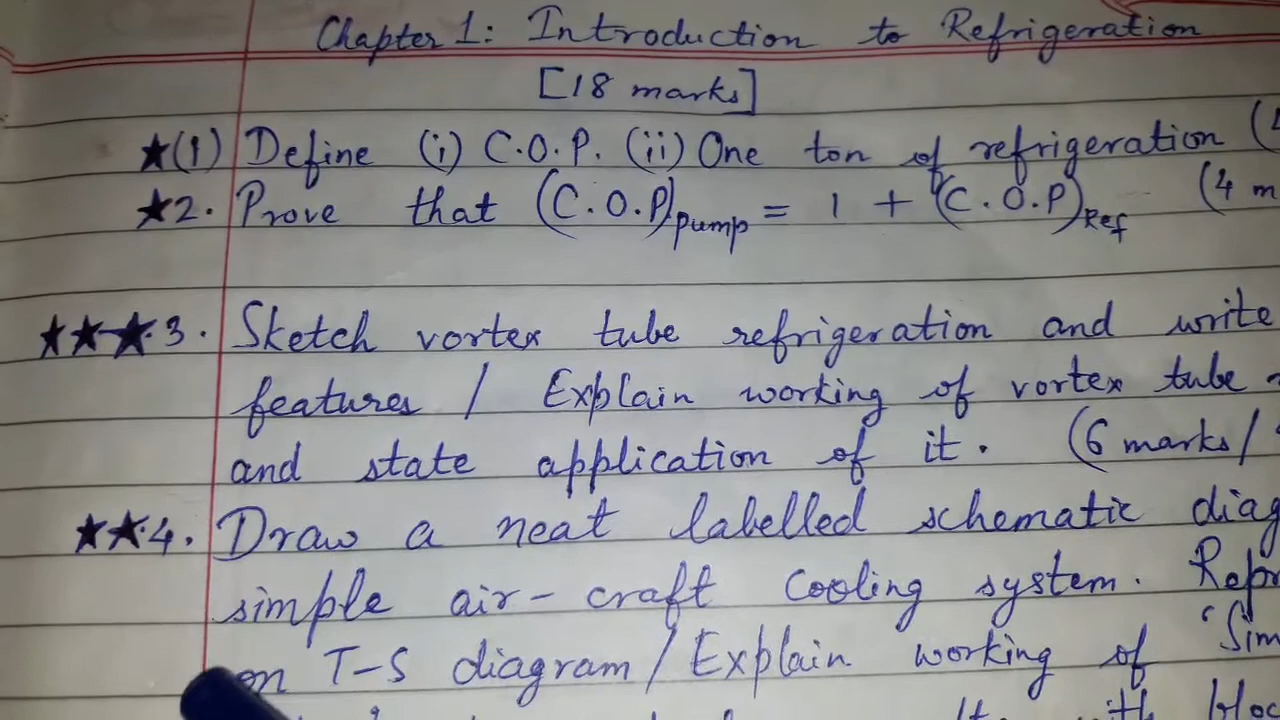 Chapter 1: Introduction to Refrigeration
[18 marks]
★(1) Define (i) C.O.P. (ii) One ton of refrigeration (
★2. Prove that (C.O.P)pump = 1 + (C.O.P)Ref (4 m
★★★3. Sketch vortex tube refrigeration and write
features / Explain working of vortex tube
and state application of it. (6 marks/
★★4. Draw a neat labelled schematic diag
simple air-craft cooling system. Repr
on T-S diagram / Explain working of 'Sim